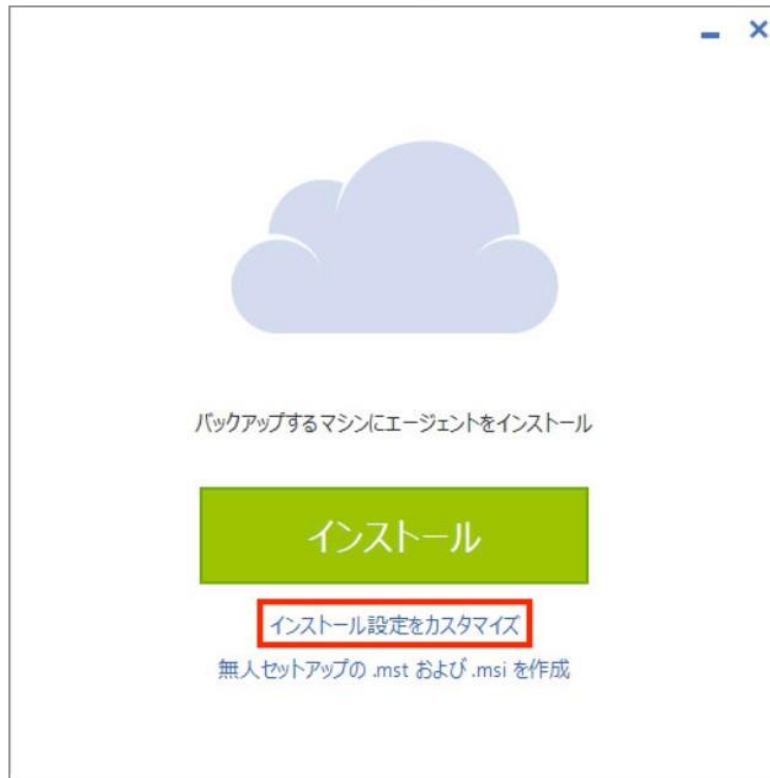 バックアップするマシンにエージェントをインストール
インストール
インストール設定をカスタマイズ
無人セットアップの .mst および .msi を作成